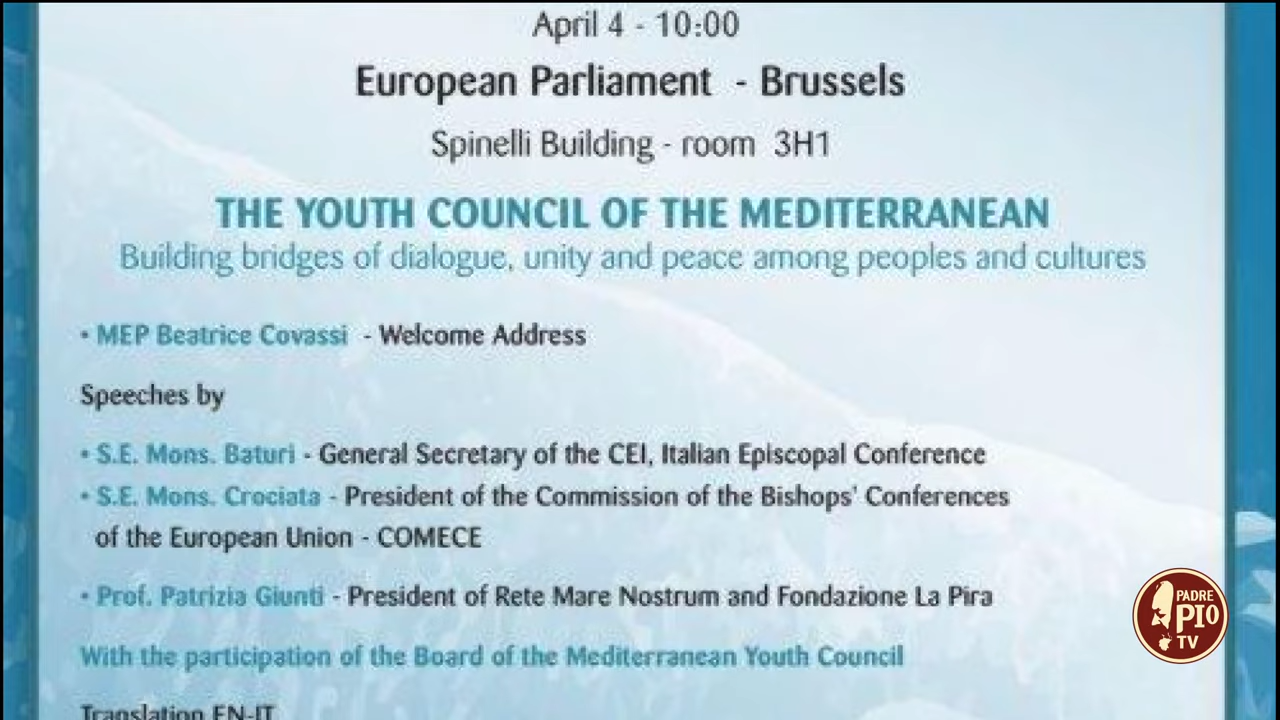 April 4 - 10:00
European Parliament - Brussels
Spinelli Building - room 3H1
THE YOUTH COUNCIL OF THE MEDITERRANEAN
Building bridges of dialogue, unity and peace among peoples and cultures
• MEP Beatrice Covassi - Welcome Address
Speeches by
• S.E. Mons. Baturi - General Secretary of the CEI, Italian Episcopal Conference
• S.E. Mons. Crociata - President of the Commission of the Bishops' Conferences
of the European Union - COMECE
• Prof. Patrizia Giunti - President of Rete Mare Nostrum and Fondazione La Pira
With the participation of the Board of the Mediterranean Youth Council
Translation EN-IT
PADRE
PIO
TV